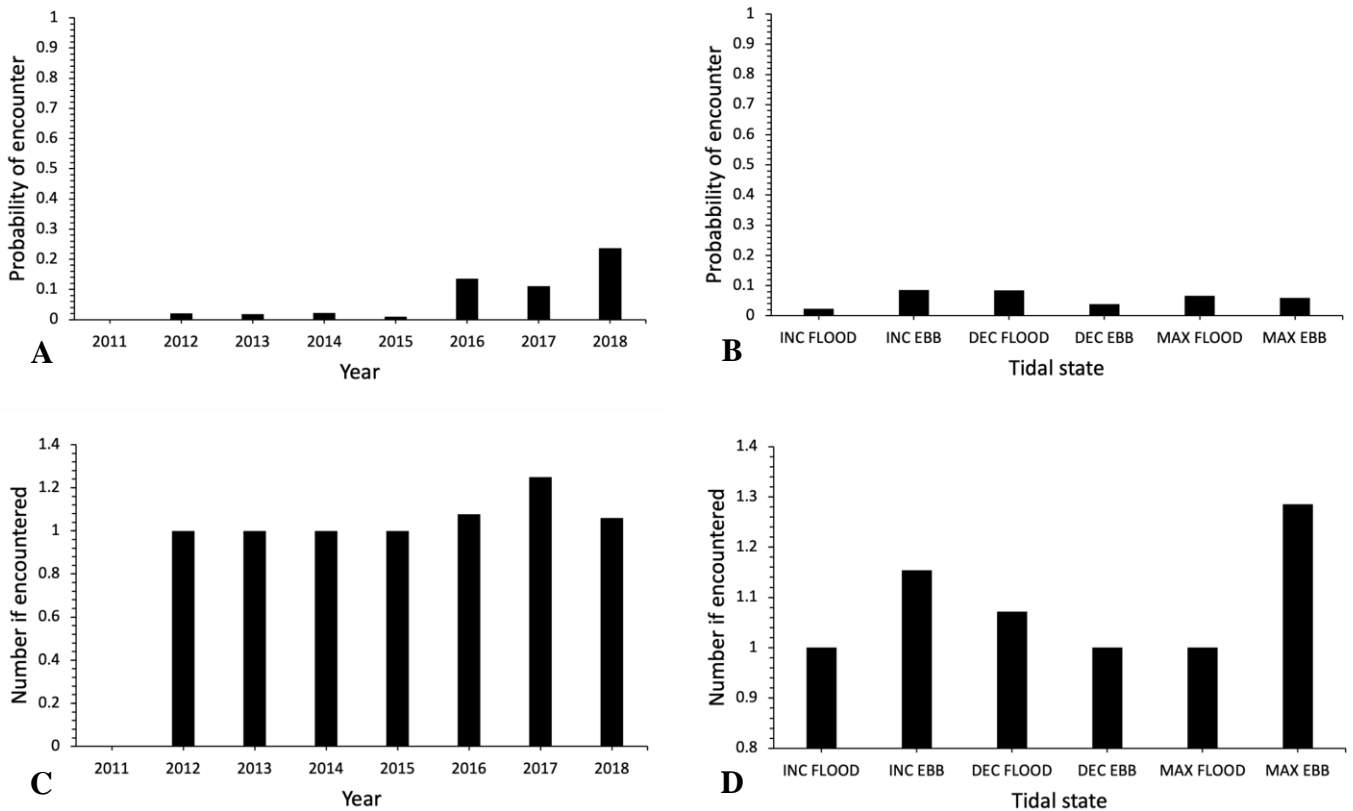 1
0.9
0.8
0.7
0.6
0.5
0.4
0.3
0.2
0.1
0
Probability of encounter
2011 2012 2013 2014 2015 2016 2017 2018
Year
A
1
0.9
0.8
0.7
0.6
0.5
0.4
0.3
0.2
0.1
0
Probabbility of encounter
INC FLOOD INC EBB DEC FLOOD DEC EBB MAX FLOOD MAX EBB
Tidal state
B
1.4
1.2
1
0.8
0.6
0.4
0.2
0
Number if encountered
2011 2012 2013 2014 2015 2016 2017 2018
Year
C
1.4
1.3
1.2
1.1
1
0.9
0.8
Number if encountered
INC FLOOD INC EBB DEC FLOOD DEC EBB MAX FLOOD MAX EBB
Tidal state
D